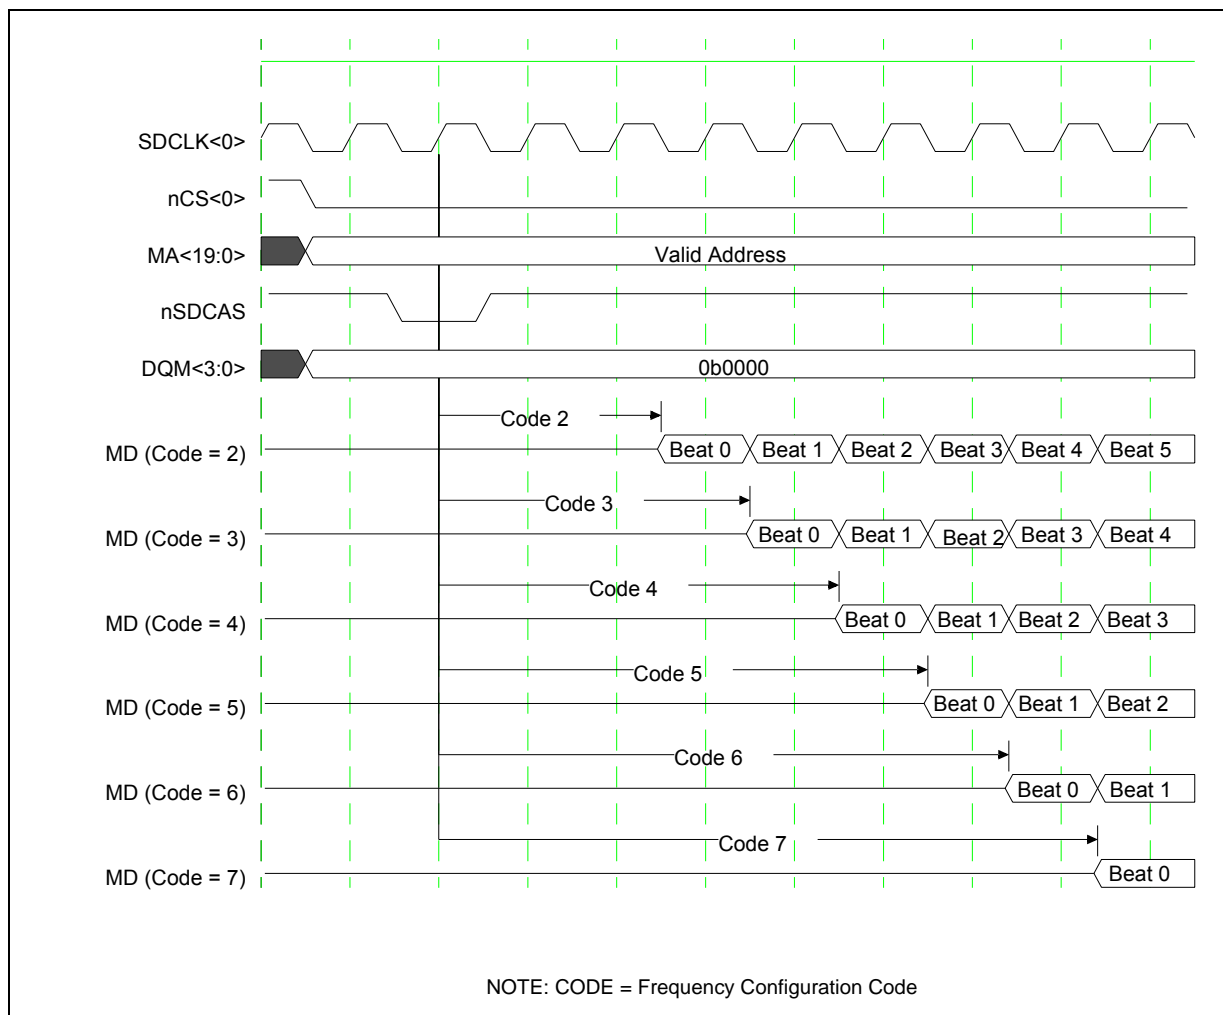 SDCLK<0>
nCS<0>
MA<19:0> Valid Address
nSDCAS
DQM<3:0> 0b0000
Code 2
MD (Code = 2) Beat 0 Beat 1 Beat 2 Beat 3 Beat 4 Beat 5
Code 3
MD (Code = 3) Beat 0 Beat 1 Beat 2 Beat 3 Beat 4
Code 4
MD (Code = 4) Beat 0 Beat 1 Beat 2 Beat 3
Code 5
MD (Code = 5) Beat 0 Beat 1 Beat 2
Code 6
MD (Code = 6) Beat 0 Beat 1
Code 7
MD (Code = 7) Beat 0
NOTE: CODE = Frequency Configuration Code